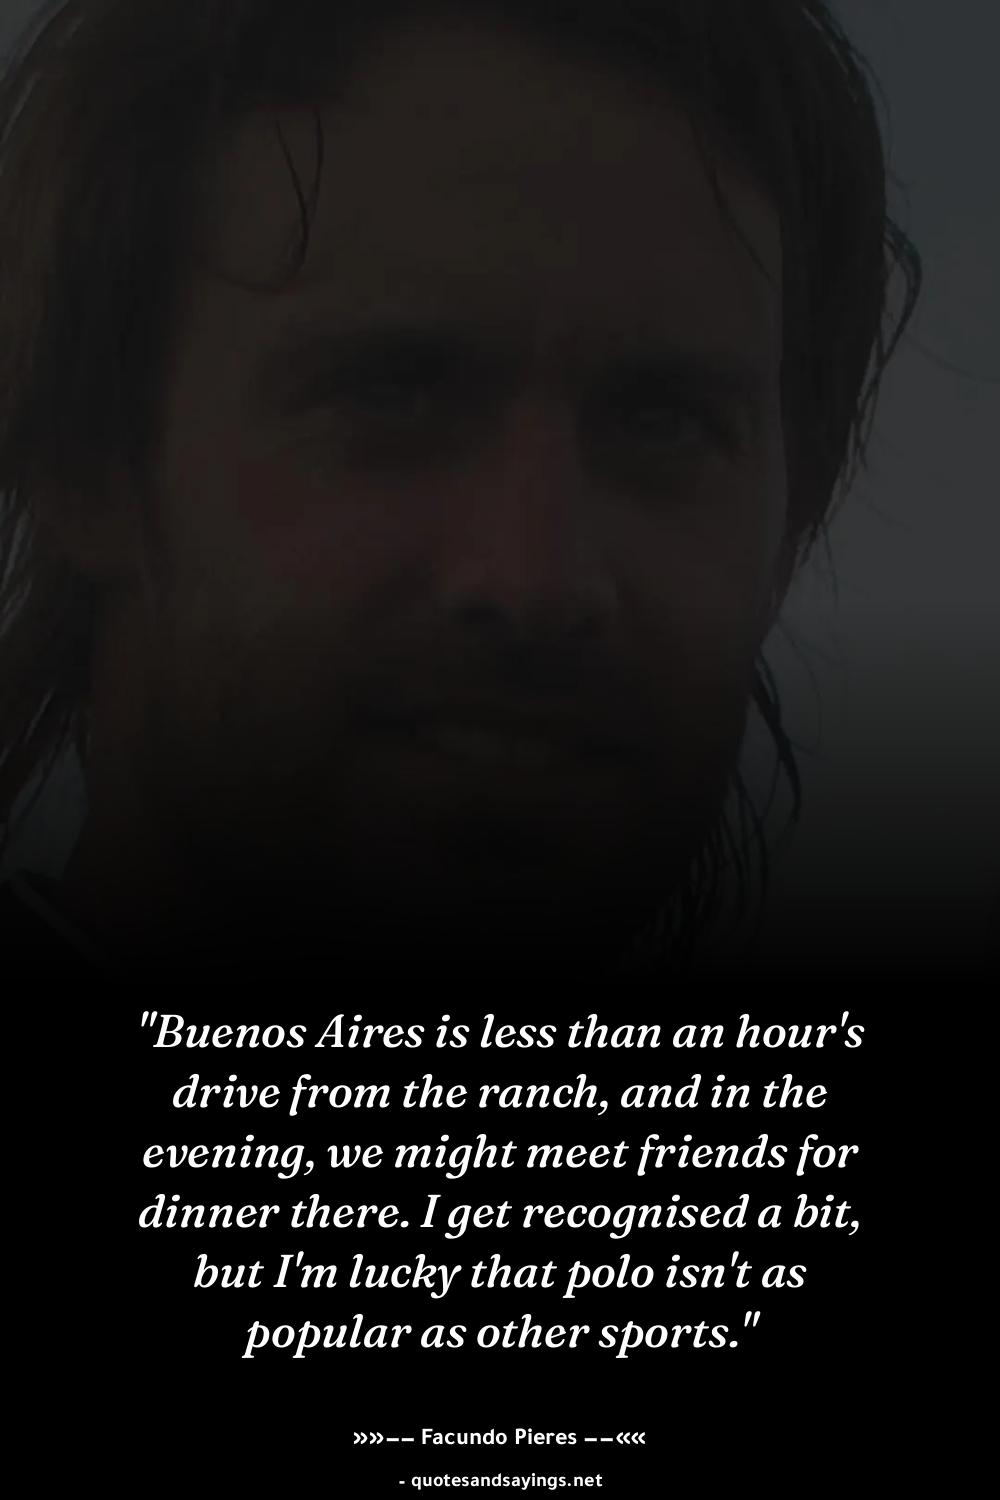 "Buenos Aires is less than an hour's
drive from the ranch, and in the
evening, we might meet friends for
dinner there. I get recognised a bit,
but I'm lucky that polo isn't as
popular as other sports."
»»–– Facundo Pieres ––««
- quotesandsayings.net